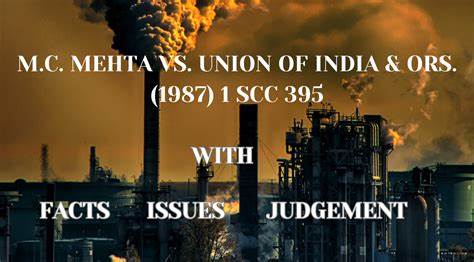 M.C. MEHTA VS. UNION OF INDIA & ORS.
(1987) 1 SCC 395
WITH
FACTS ISSUES JUDGEMENT